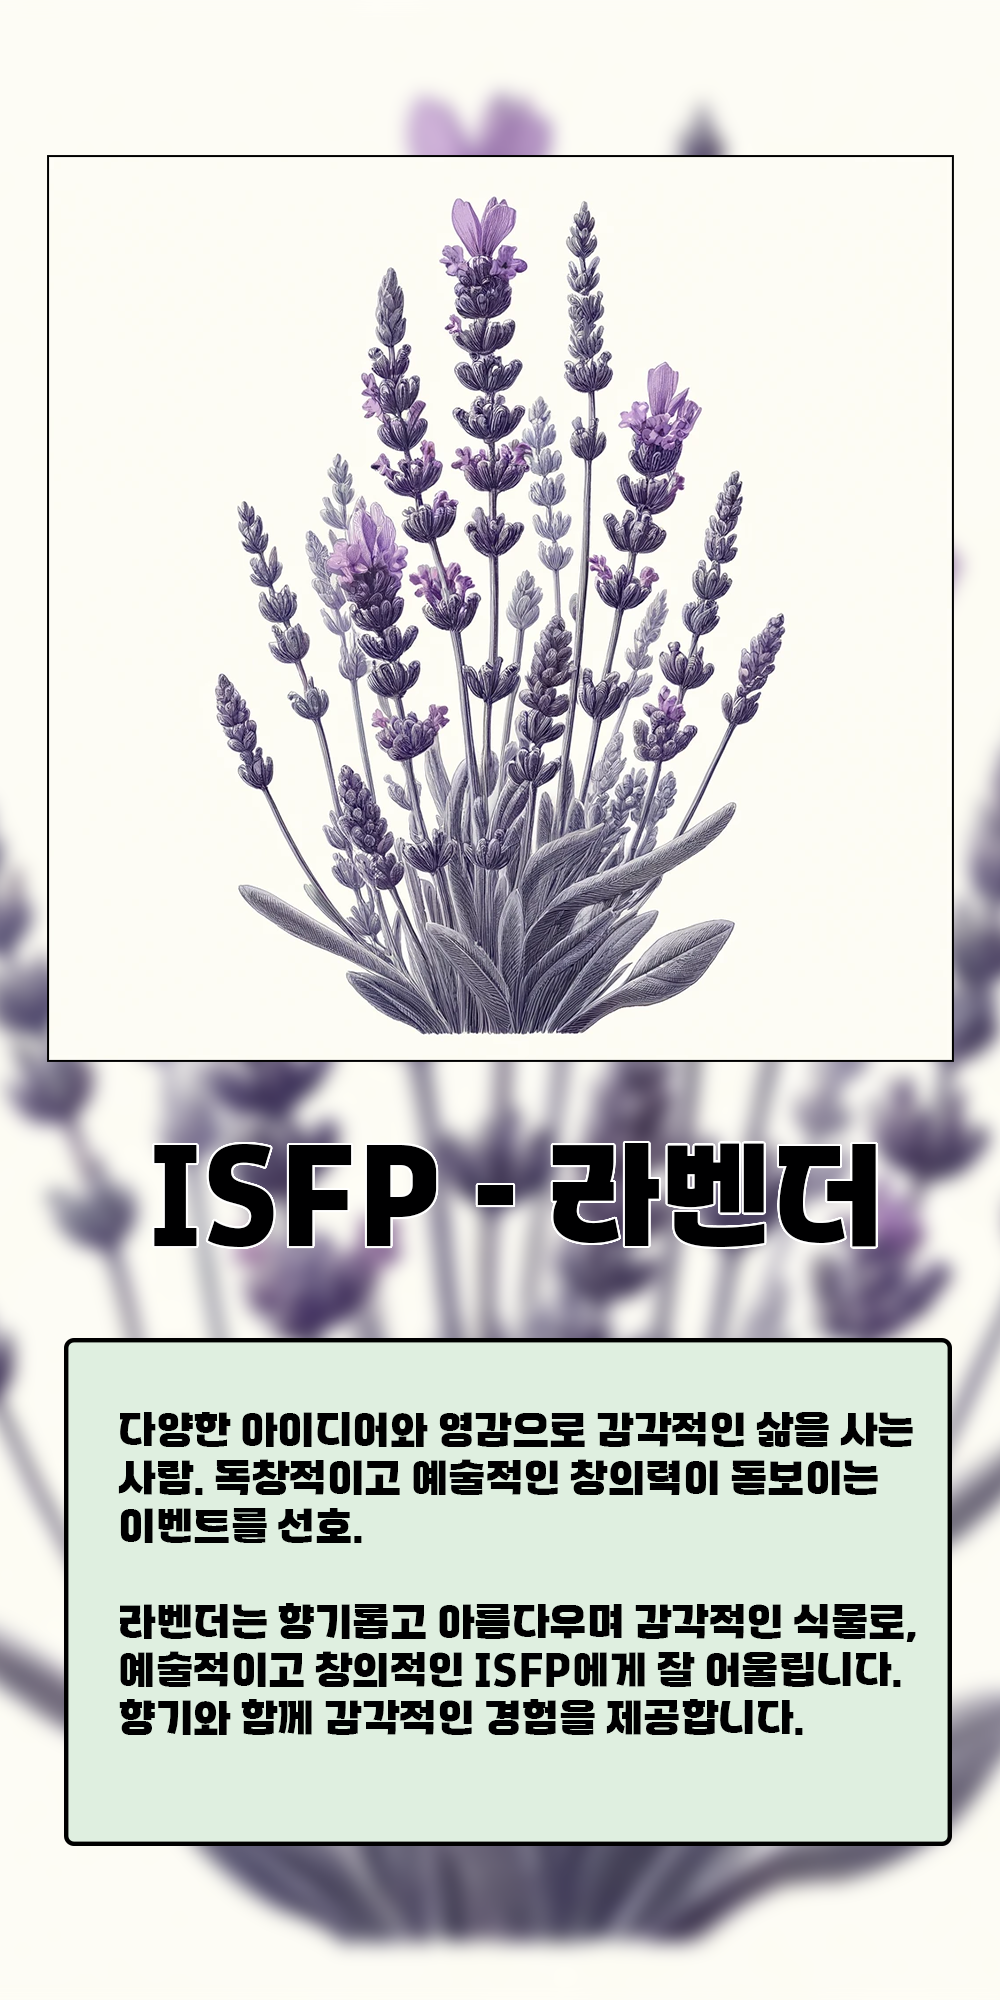 ISFP - 라벤더
다양한 아이디어와 영감으로 감각적인 삶을 사는
사람. 독창적이고 예술적인 창의력이 돋보이는
이벤트를 선호.
라벤더는 향기롭고 아름다우며 감각적인 식물로,
예술적이고 창의적인 ISFP에게 잘 어울립니다.
향기와 함께 감각적인 경험을 제공합니다.